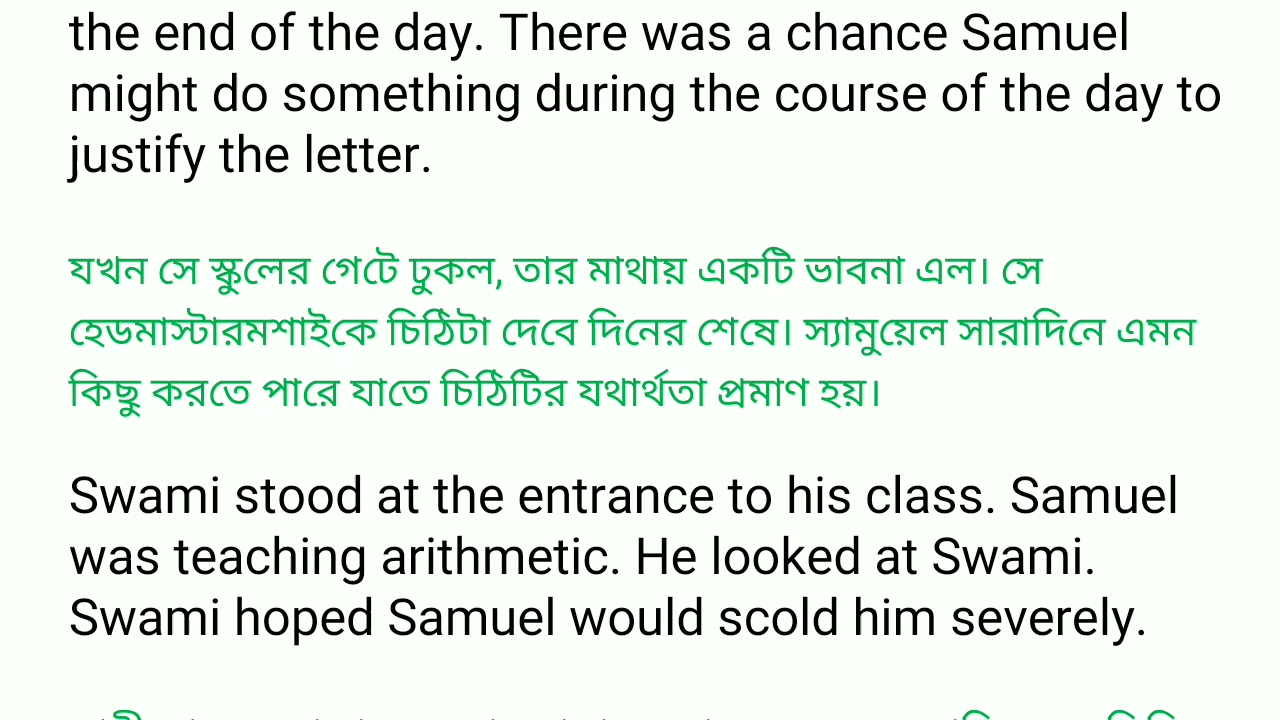 the end of the day. There was a chance Samuel
might do something during the course of the day to
justify the letter.
যখন সে স্কুলের গেটে ঢুকল, তার মাথায় একটি ভাবনা এল। সে
হেডমাস্টারমশাইকে চিঠিটা দেবে দিনের শেষে। স্যামুয়েল সারাদিনে এমন
কিছু করতে পারে যাতে চিঠিটির যথার্থতা প্রমাণ হয়।
Swami stood at the entrance to his class. Samuel
was teaching arithmetic. He looked at Swami.
Swami hoped Samuel would scold him severely.